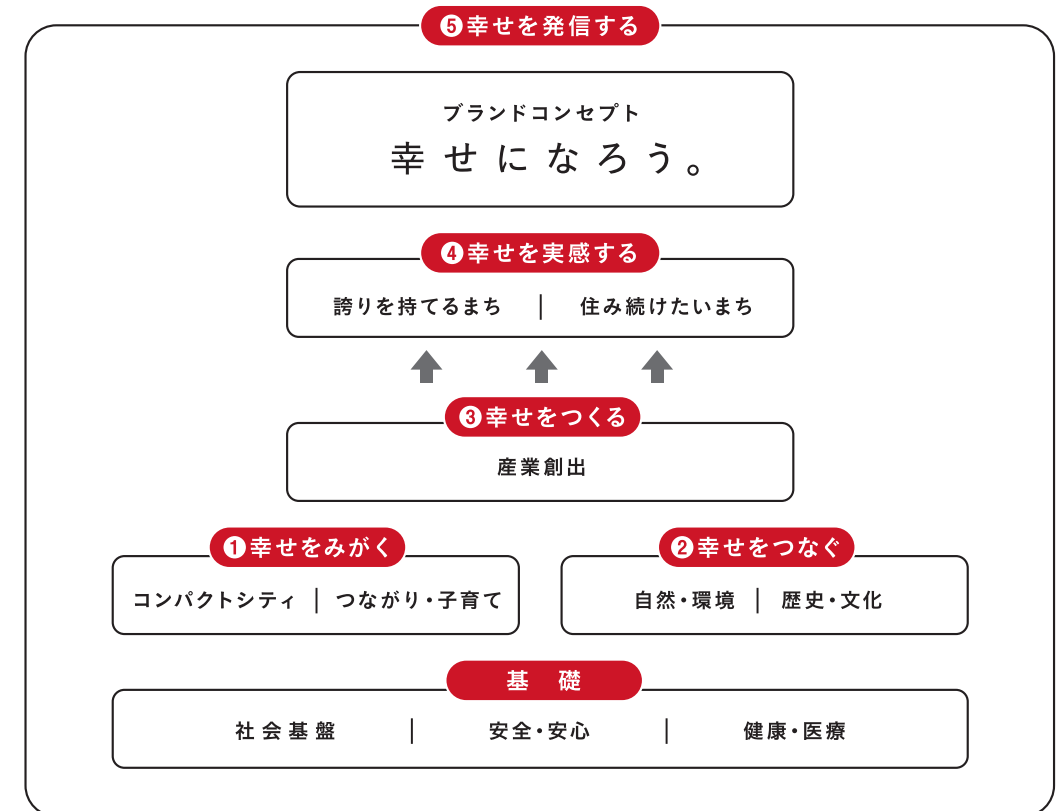 ❺幸せを発信する
ブランドコンセプト
幸せになろう。
❹幸せを実感する
誇りを持てるまち | 住み続けたいまち
❸幸せをつくる
産業創出
❶幸せをみがく
コンパクトシティ | つながり・子育て
❷幸せをつなぐ
自然・環境 | 歴史・文化
基礎
社会基盤 | 安全・安心 | 健康・医療